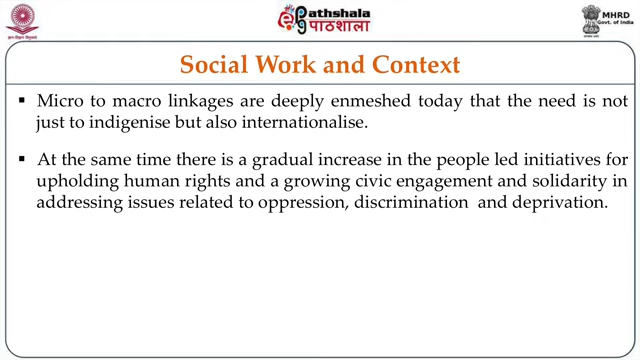 Pathshala
पाठशाला
MHRD
Govt. of India
Social Work and Context
▪ Micro to macro linkages are deeply enmeshed today that the need is not
just to indigenise but also internationalise.
▪ At the same time there is a gradual increase in the people led initiatives for
upholding human rights and a growing civic engagement and solidarity in
addressing issues related to oppression, discrimination and deprivation.